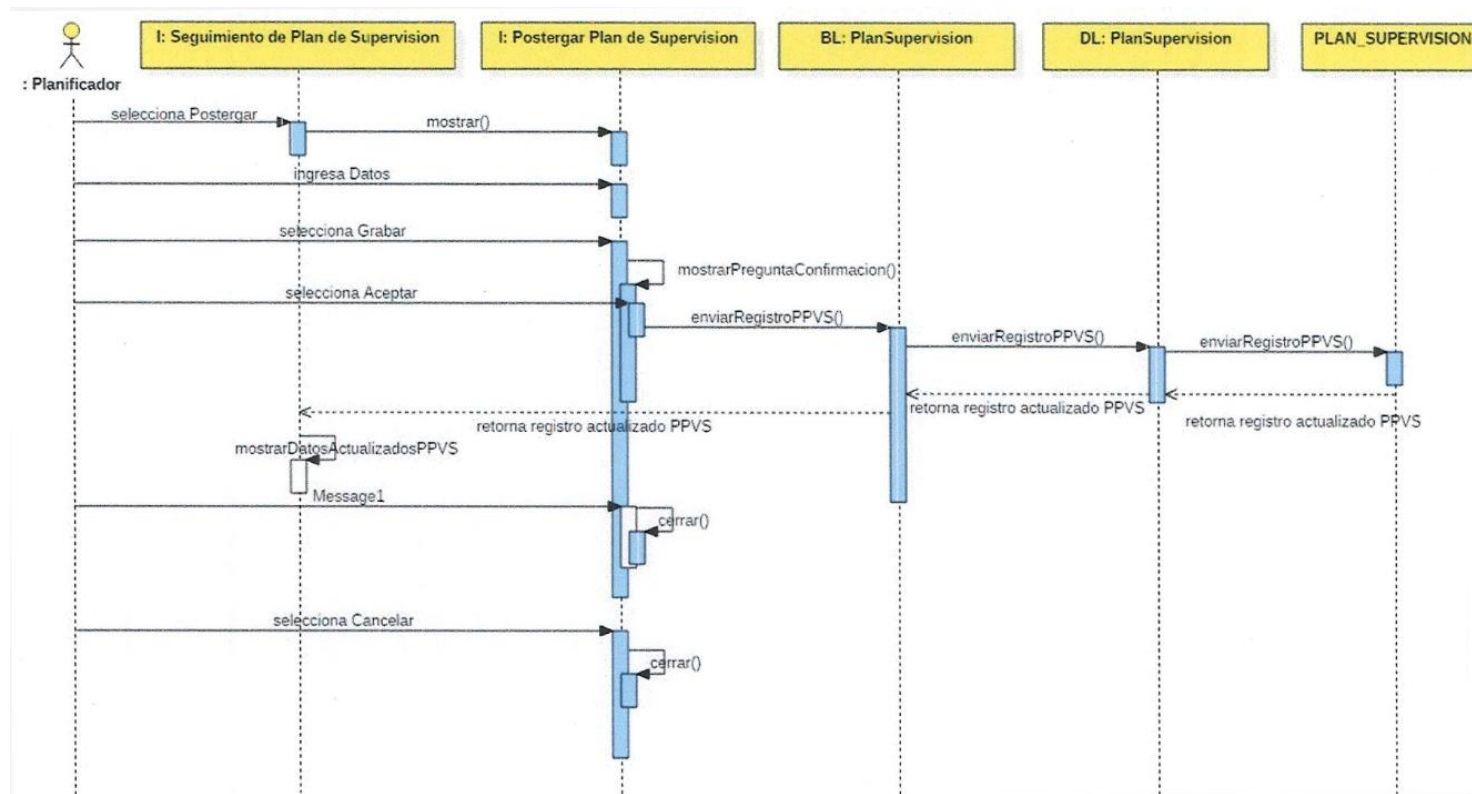 I: Seguimiento de Plan de Supervision
I: Postergar Plan de Supervision
BL: PlanSupervision
DL: PlanSupervision
PLAN_SUPERVISION
: Planificador
selecciona Postergar
mostrar()
ingresa Datos
selecciona Grabar
mostrarPreguntaConfirmacion()
selecciona Aceptar
enviarRegistroPPVS()
enviarRegistroPPVS()
enviarRegistroPPVS()
retorna registro actualizado PPVS
retorna registro actualizado PPVS
retorna registro actualizado PPVS
mostrarDatosActualizadosPPVS
Message1
cerrar()
selecciona Cancelar
cerrar()